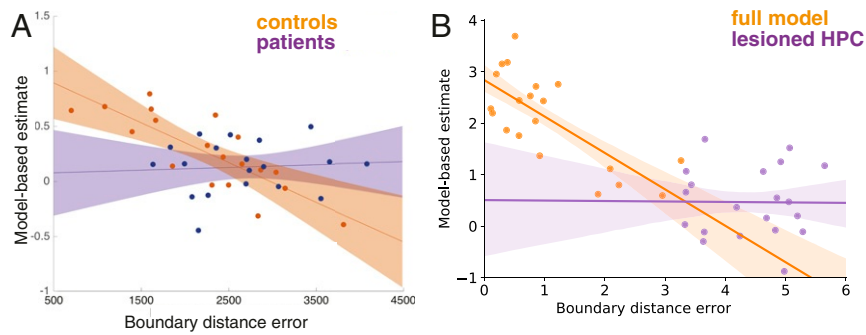 A
controls
patients
Model-based estimate
1.5
1
0.5
0
-0.5
-1
500
1500
2500
3500
4500
Boundary distance error
B
full model
lesioned HPC
Model-based estimate
4
3
2
1
0
−1
0
1
2
3
4
5
6
Boundary distance error